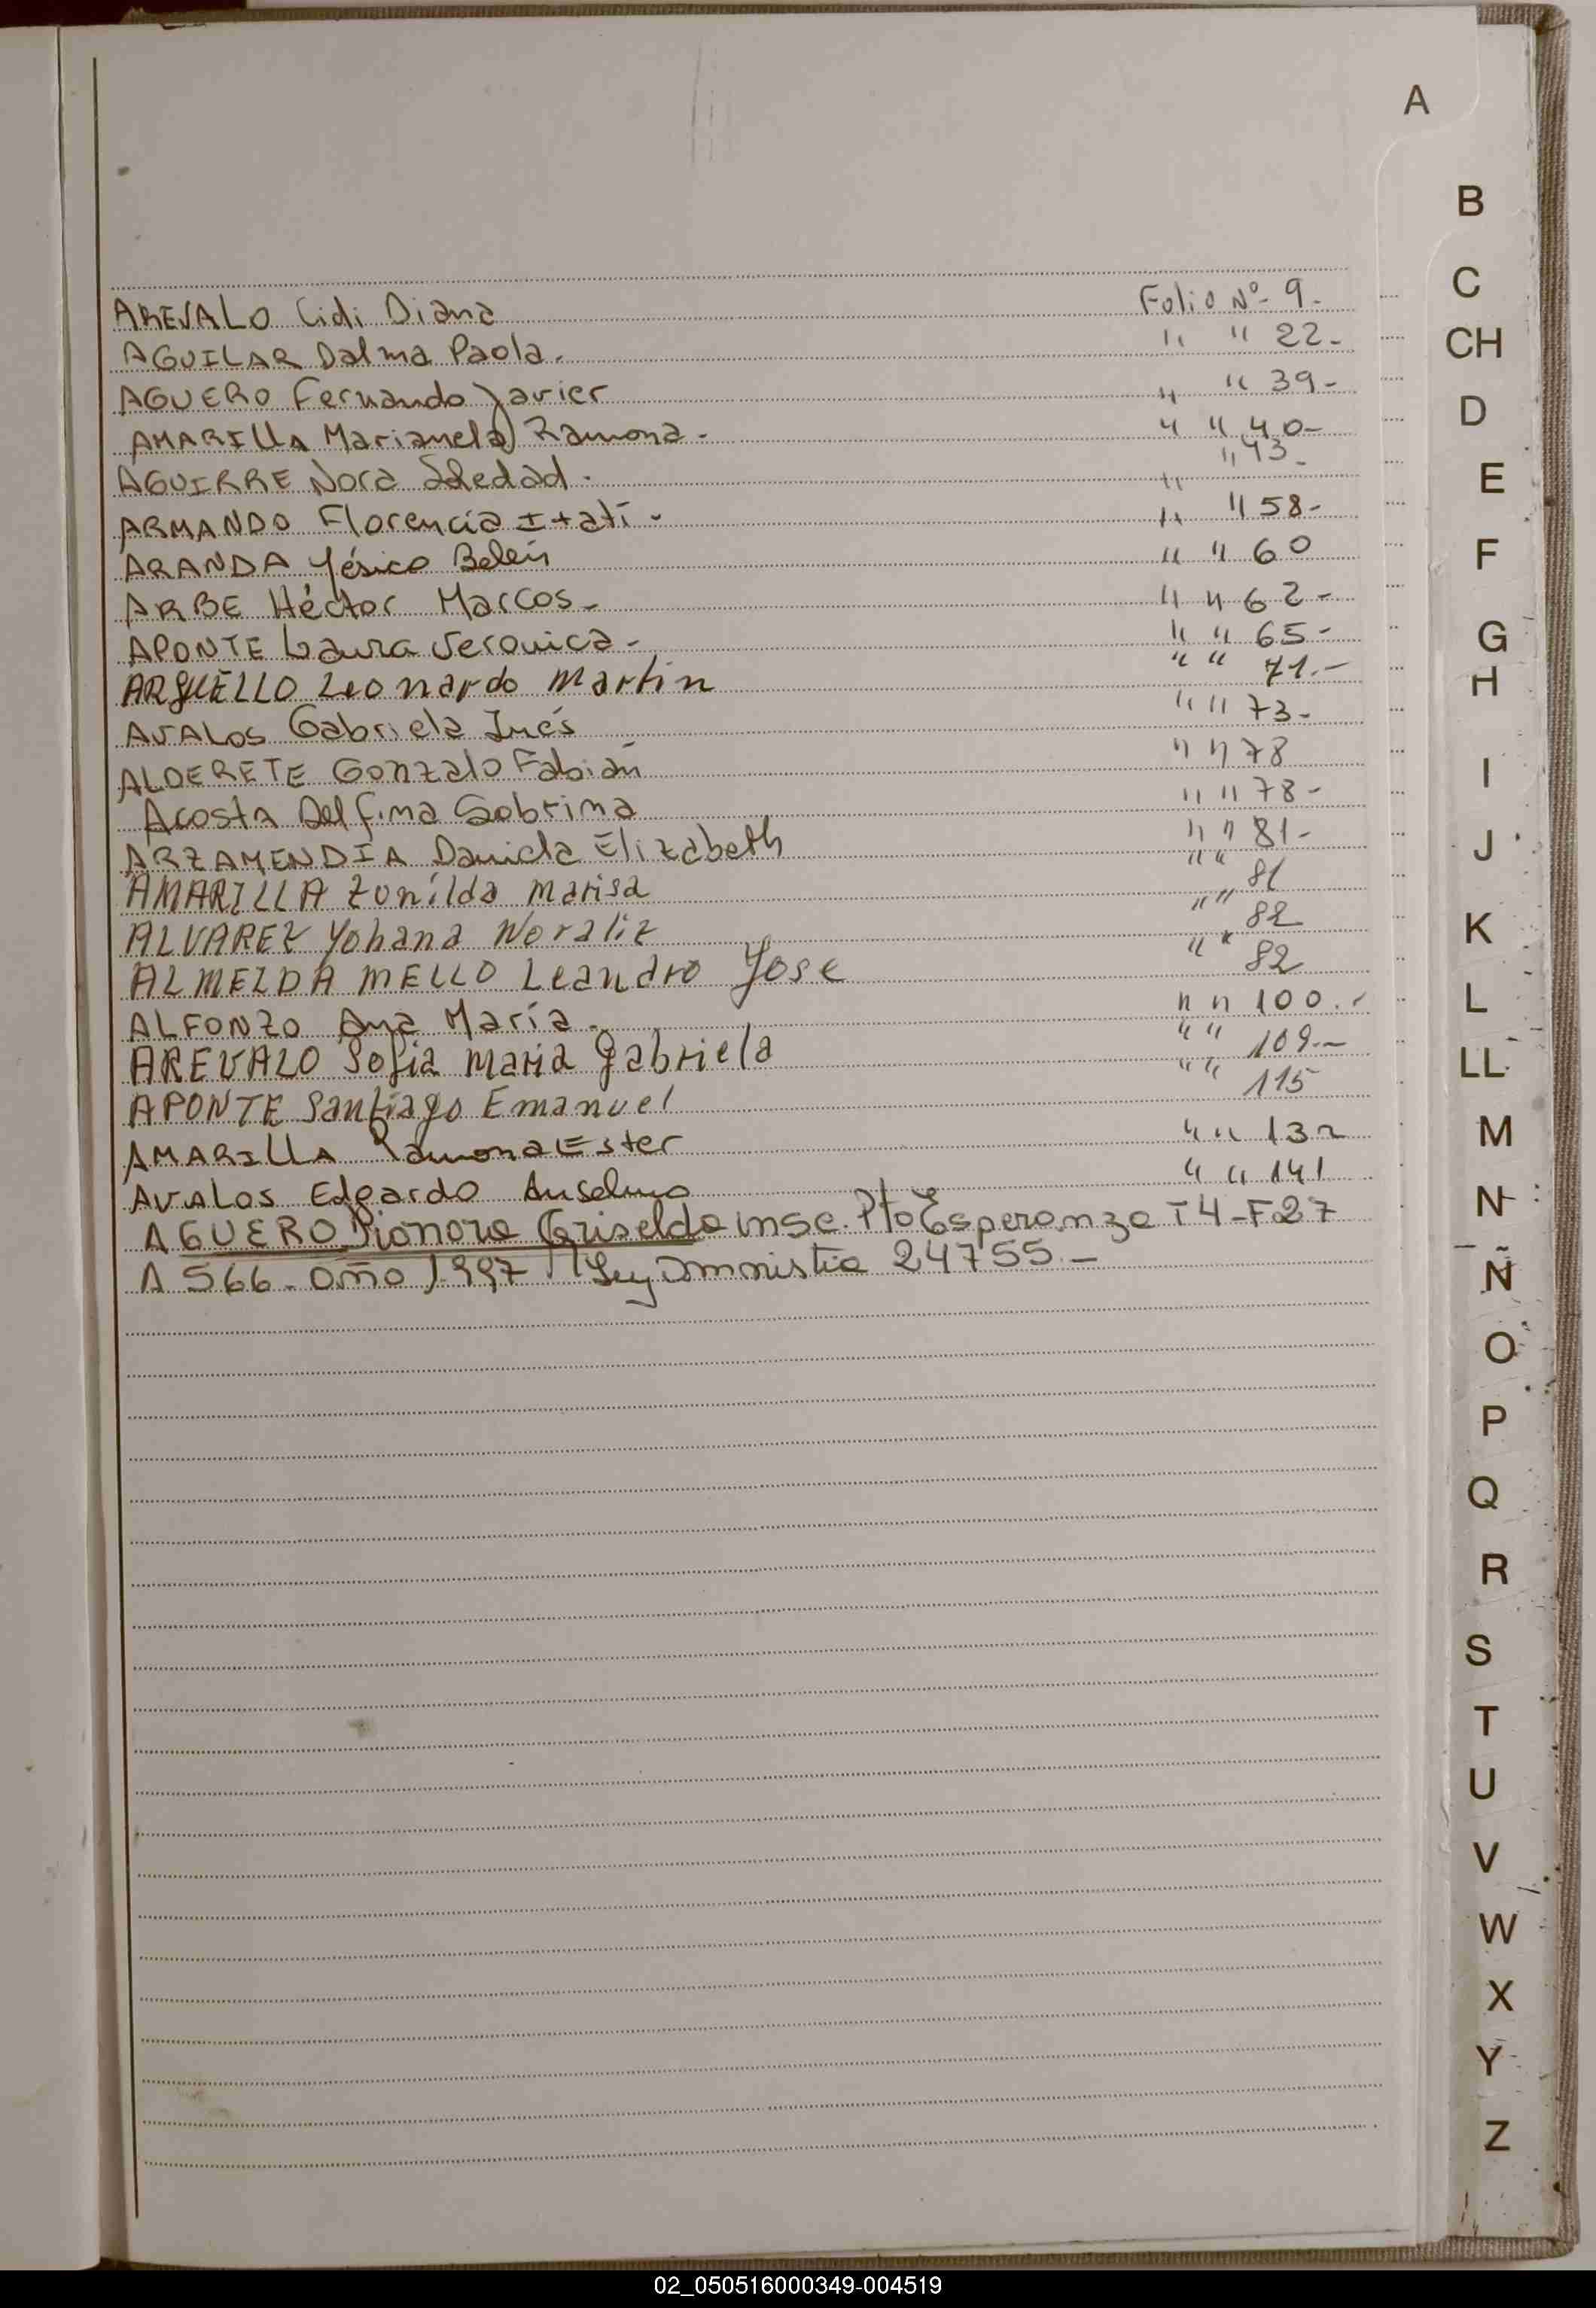 A
AREVALO Cidi Diana Folio Nº 9.
AGUILAR Dalma Paola. " " 22-
AGUERO Fernando Javier " " 39-
AMARILLA Marianela Ramona. " " 40-
AGUIRRE Nora Soledad. " " 43-
ARMANDO Florencia Itatí. " " 58-
ARANDA Yésica Belén " " 60
ARBE Héctor Marcos- " " 62-
APONTE Laura Veronica- " " 65-
ARGUELLO Leonardo Martin " " 71.-
AVALOS Gabriela Inés " " 73-
ALDERETE Gonzalo Fabián " " 78
Acosta Delfina Sabrina " " 78-
ARZAMENDIA Daniela Elizabeth " " 81-
AMARILLA Zunilda Marisa " " 81
ALVAREZ Yohana Noraliz " " 82
ALMEIDA MELLO Leandro Jose " " 82
ALFONZO Ana María. " " 100.-
AREVALO Sofia Maria Gabriela " " 109.-
APONTE Santiago Emanuel " " 115
AMARILLA Ramona Ester " " 132
AVALOS Edgardo Anselmo " " 141
AGUERO Dionora Griselda insc. Pto Esperanza T4-F27
A 566-año 1997 Ley Amnistia 24755.-
B
C
CH
D
E
F
G
H
I
J
K
L
LL
M
N
Ñ
O
P
Q
R
S
T
U
V
W
X
Y
Z
02_050516000349-004519